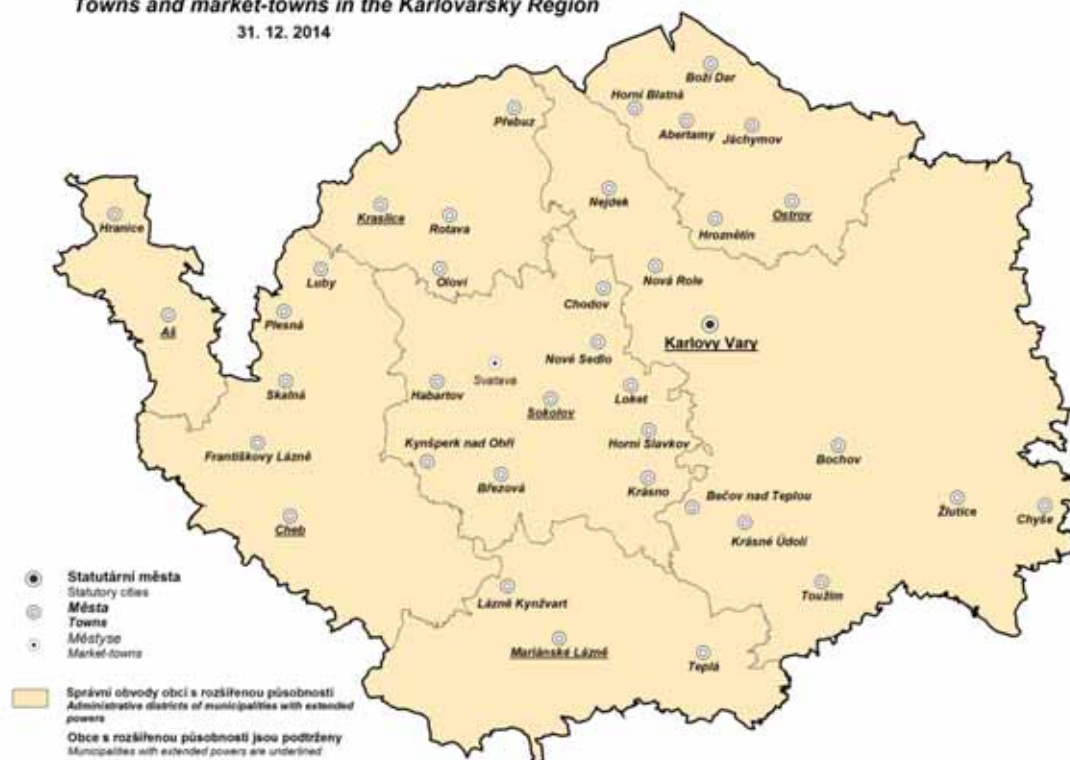 Towns and market-towns in the Karlovarský Region
31. 12. 2014
Boží Dar
Horní Blatná
Přebuz
Abertamy
Jáchymov
Nejdek
Ostrov
Kraslice
Rotava
Hroznětín
Hranice
Luby
Oloví
Nová Role
Chodov
Plesná
Aš
Karlovy Vary
Nové Sedlo
Svatava
Skalná
Habartov
Loket
Sokolov
Kynšperk nad Ohří
Horní Slavkov
Františkovy Lázně
Bochov
Březová
Krásno
Bečov nad Teplou
Žlutice
Chyše
Cheb
Krásné Údolí
Lázně Kynžvart
Toužim
Mariánské Lázně
Teplá
Statutární města
Statutory cities
Města
Towns
Městyse
Market-towns
Správní obvody obcí s rozšířenou působností
Administrative districts of municipalities with extended
powers
Obce s rozšířenou působností jsou podtrženy
Municipalities with extended powers are underlined